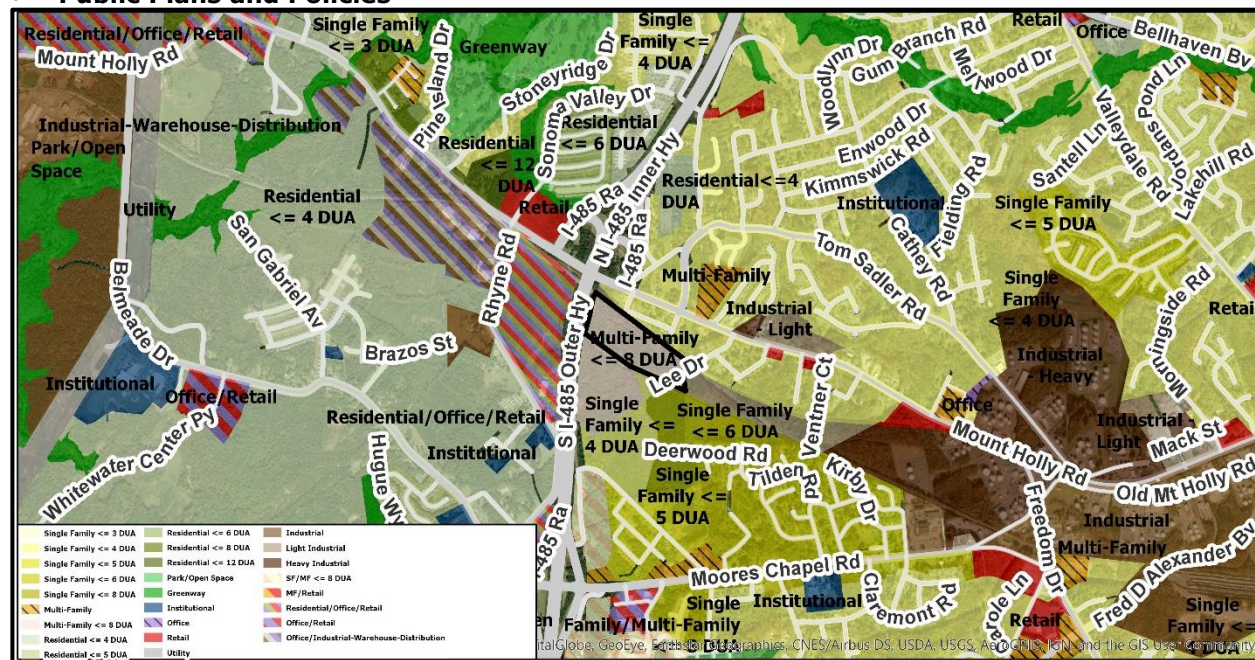 Public Plans and Policies
Residential/Office/Retail
Mount Holly Rd
Single Family
<= 3 DUA
Pine Island Dr
Greenway
Stoneyridge Dr
Sonoma Valley Dr
Single
Family <=
4 DUA
Woodlynn Dr
Gum Branch Rd
Mellwood Dr
Retail
Office
Bellhaven Bv
Pond Ln
Valleydale Rd
Jordans
Lakehill Rd
Santell Ln
Enwood Dr
Kimmswick Rd
Industrial-Warehouse-Distribution
Park/Open
Space
Utility
Residential
<= 4 DUA
Residential
<= 12
DUA
Residential
<= 6 DUA
Retail
I-485 Ra
N I-485 Inner Hy
I-485 Ra
Residential<=4
DUA
Institutional
Fielding Rd
Cathey Rd
Single Family
<= 5 DUA
Tom Sadler Rd
San Gabriel Av
Belmeade Dr
Rhyne Rd
Brazos St
Multi-Family
Industrial
- Light
Single
Family
<= 4 DUA
Morningside Rd
Retail
S I-485 Outer Hy
Multi-Family
<= 8 DUA
Lee Dr
Industrial
- Heavy
Institutional
Office/Retail
Whitewater Center Py
Residential/Office/Retail
Institutional
Hugue Wy
Single
Family <=
4 DUA
Single Family
<= 6 DUA
Ventner Ct
Office
Mount Holly Rd
Industrial -
Light
Mack St
Old Mt Holly Rd
Deerwood Rd
Tilden Rd
Kirby Dr
Single
Family <=
5 DUA
I-485 Ra
Freedom Dr
Industrial
Multi-Family
Moores Chapel Rd
Single
Family/Multi-Family
Institutional
Claremont Rd
Perole Ln
Retail
Fred D Alexander Bv
Single
Family <=
Single Family <= 3 DUA
Single Family <= 4 DUA
Single Family <= 5 DUA
Single Family <= 6 DUA
Single Family <= 8 DUA
Multi-Family
Multi-Family <= 8 DUA
Residential <= 4 DUA
Residential <= 5 DUA
Residential <= 6 DUA
Residential <= 8 DUA
Residential <= 12 DUA
Park/Open Space
Greenway
Institutional
Office
Retail
Utility
Industrial
Light Industrial
Heavy Industrial
SF/MF <= 8 DUA
MF/Retail
Residential/Office/Retail
Office/Retail
Office/Industrial-Warehouse-Distribution
italGlobe, GeoEye, Earthstar Geographics, CNES/Airbus DS, USDA, USGS, AeroGRID, IGN, and the GIS User Community